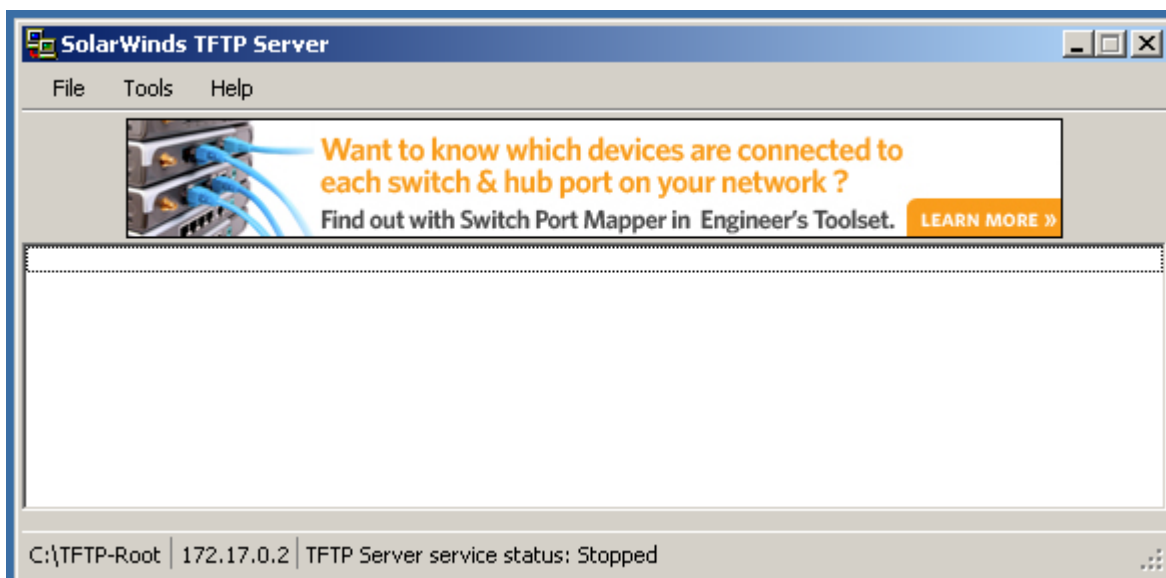 SolarWinds TFTP Server
File Tools Help
Want to know which devices are connected to
each switch & hub port on your network ?
Find out with Switch Port Mapper in Engineer's Toolset. LEARN MORE »
C:\TFTP-Root 172.17.0.2 TFTP Server service status: Stopped